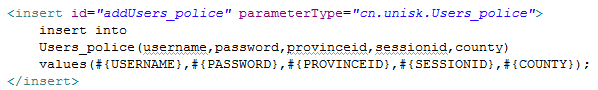 <insert id="addUsers_police" parameterType="cn.unisk.Users_police">
insert into
Users_police(username,password,provinceid,sessionid,county)
values(#{USERNAME},#{PASSWORD},#{PROVINCEID},#{SESSIONID},#{COUNTY});
</insert>